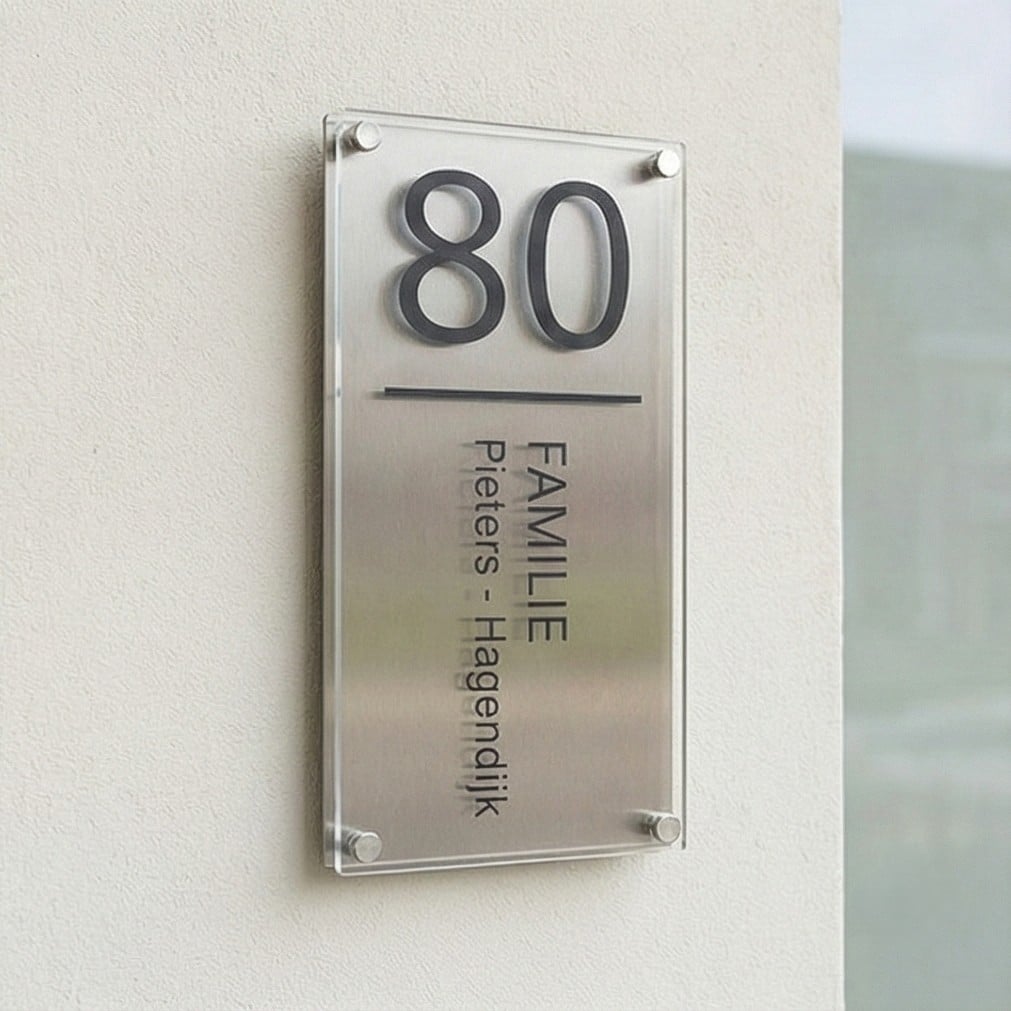 80
FAMILIE
Pieters - Hagendijk